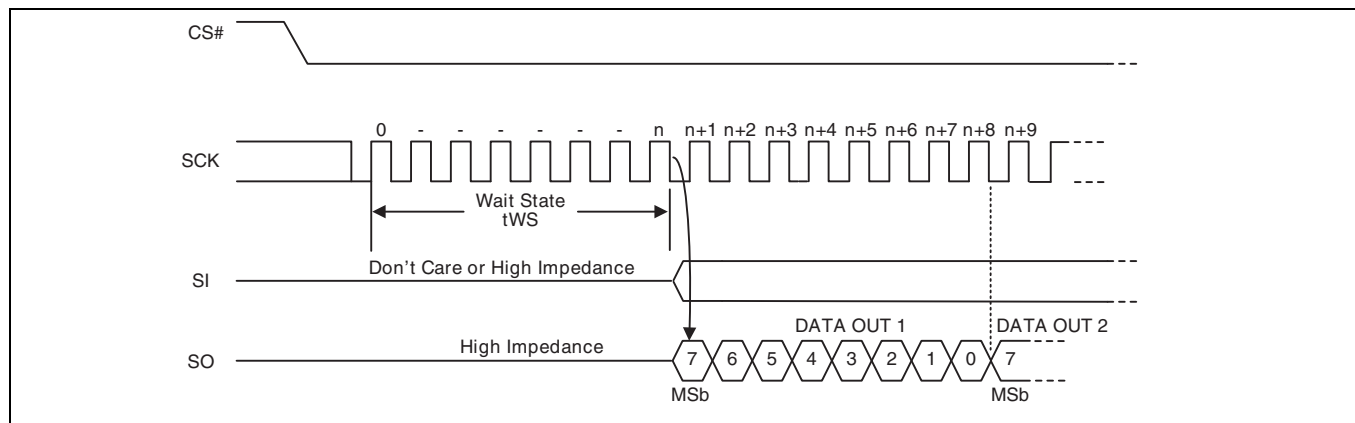 CS#
0 - - - - - - n n+1 n+2 n+3 n+4 n+5 n+6 n+7 n+8 n+9
SCK
Wait State
tWS
Don't Care or High Impedance
SI
DATA OUT 1 DATA OUT 2
High Impedance
SO
7 6 5 4 3 2 1 0 7
MSb MSb